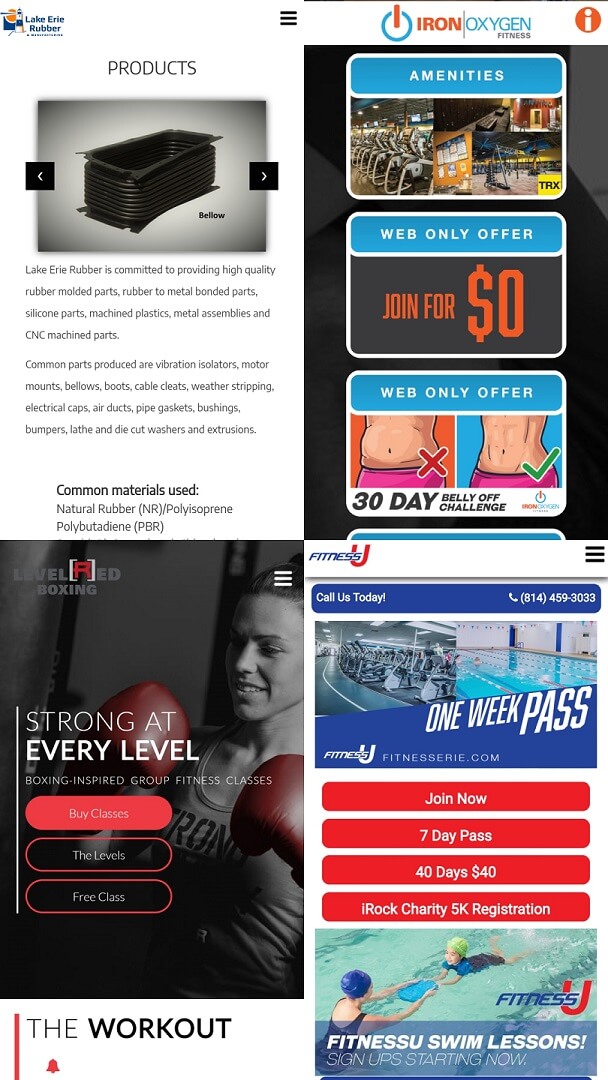 Lake Erie
Rubber
& MANUFACTURING
PRODUCTS
Bellow
Lake Erie Rubber is committed to providing high quality
rubber molded parts, rubber to metal bonded parts,
silicone parts, machined plastics, metal assemblies and
CNC machined parts.
Common parts produced are vibration isolators, motor
mounts, bellows, boots, cable cleats, weather stripping,
electrical caps, air ducts, pipe gaskets, bushings,
bumpers, lathe and die cut washers and extrusions.
Common materials used:
Natural Rubber (NR)/Polyisoprene
Polybutadiene (PBR)
IRON|OXYGEN
FITNESS
i
AMENITIES
TRX
WEB ONLY OFFER
JOIN FOR $0
WEB ONLY OFFER
30 DAY BELLY OFF
CHALLENGE
IRON OXYGEN
FITNESS
LEVEL[R]ED
BOXING
STRONG AT
EVERY LEVEL
BOXING-INSPIRED GROUP FITNESS CLASSES
Buy Classes
The Levels
Free Class
THE WORKOUT
FITNESS U
Call Us Today!
(814) 459-3033
ONE WEEK PASS
FITNESS U FITNESSERIE.COM
Join Now
7 Day Pass
40 Days $40
iRock Charity 5K Registration
FITNESS U
FITNESSU SWIM LESSONS!
SIGN UPS STARTING NOW.